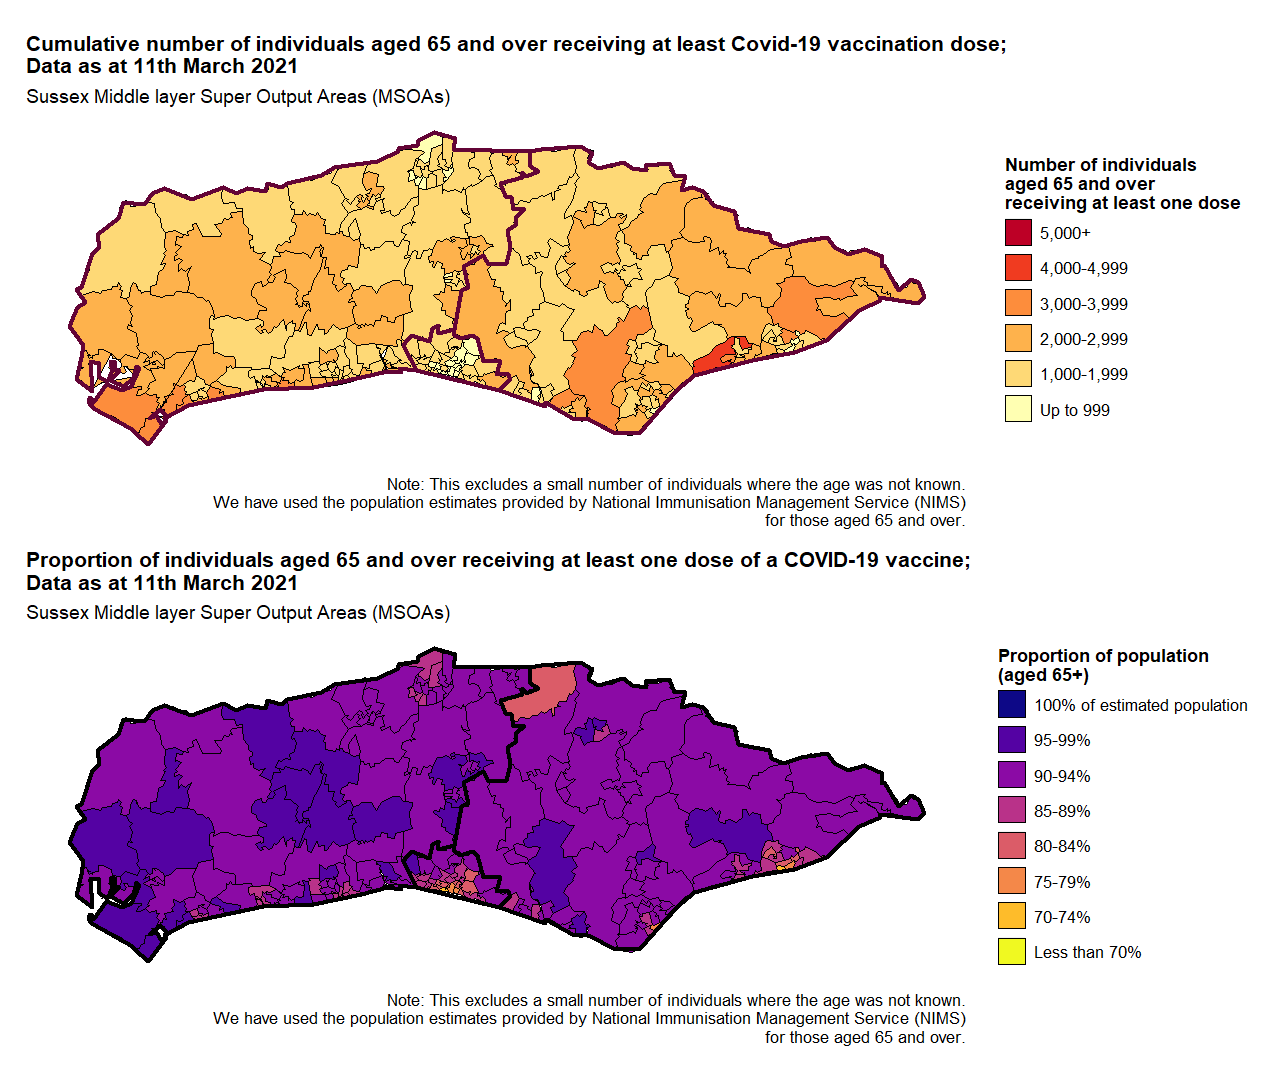 Cumulative number of individuals aged 65 and over receiving at least Covid-19 vaccination dose;
Data as at 11th March 2021
Sussex Middle layer Super Output Areas (MSOAs)
Number of individuals
aged 65 and over
receiving at least one dose
5,000+
4,000-4,999
3,000-3,999
2,000-2,999
1,000-1,999
Up to 999
Note: This excludes a small number of individuals where the age was not known.
We have used the population estimates provided by National Immunisation Management Service (NIMS)
for those aged 65 and over.
Proportion of individuals aged 65 and over receiving at least one dose of a COVID-19 vaccine;
Data as at 11th March 2021
Sussex Middle layer Super Output Areas (MSOAs)
Proportion of population
(aged 65+)
100% of estimated population
95-99%
90-94%
85-89%
80-84%
75-79%
70-74%
Less than 70%
Note: This excludes a small number of individuals where the age was not known.
We have used the population estimates provided by National Immunisation Management Service (NIMS)
for those aged 65 and over.